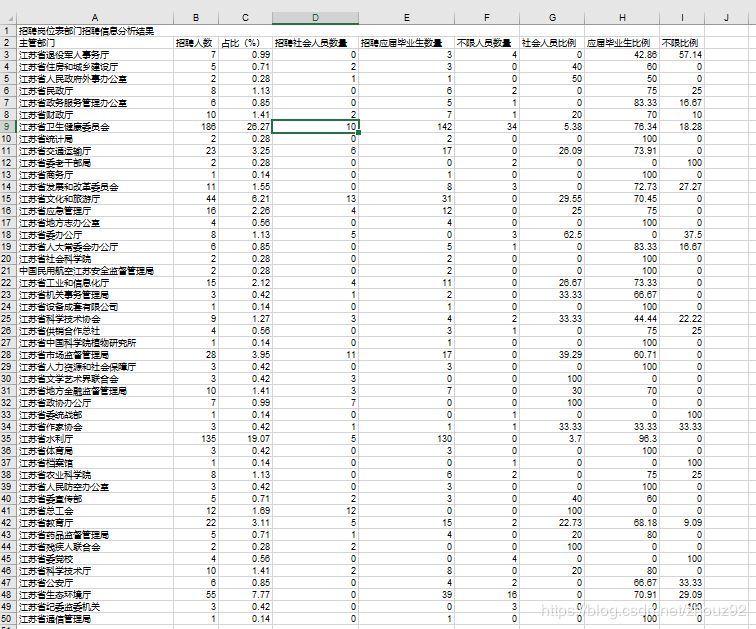 A B C D E F G H I J
1 招聘岗位表部门招聘信息分析结果
2 主管部门 招聘人数 占比（%） 招聘社会人员数量 招聘应届毕业生数量 不限人员数量 社会人员比例 应届毕业生比例 不限比例
3 江苏省退役军人事务厅 7 0.99 0 3 4 0 42.86 57.14
4 江苏省住房和城乡建设厅 5 0.71 2 3 0 40 60 0
5 江苏省人民政府外事办公室 2 0.28 1 1 0 50 50 0
6 江苏省民政厅 8 1.13 0 6 2 0 75 25
7 江苏省政务服务管理办公室 6 0.85 0 5 1 0 83.33 16.67
8 江苏省财政厅 10 1.41 2 7 1 20 70 10
9 江苏省卫生健康委员会 186 26.27 10 142 34 5.38 76.34 18.28
10 江苏省统计局 2 0.28 0 2 0 0 100 0
11 江苏省交通运输厅 23 3.25 6 17 0 26.09 73.91 0
12 江苏省委老干部局 2 0.28 0 0 2 0 0 100
13 江苏省商务厅 1 0.14 0 1 0 0 100 0
14 江苏省发展和改革委员会 11 1.55 0 8 3 0 72.73 27.27
15 江苏省文化和旅游厅 44 6.21 13 31 0 29.55 70.45 0
16 江苏省应急管理厅 16 2.26 4 12 0 25 75 0
17 江苏省地方志办公室 4 0.56 0 4 0 0 100 0
18 江苏省委办公厅 8 1.13 5 0 3 62.5 0 37.5
19 江苏省人大常委会办公厅 6 0.85 0 5 1 0 83.33 16.67
20 江苏省社会科学院 2 0.28 0 2 0 0 100 0
21 中国民用航空江苏安全监督管理局 2 0.28 0 2 0 0 100 0
22 江苏省工业和信息化厅 15 2.12 4 11 0 26.67 73.33 0
23 江苏省机关事务管理局 3 0.42 1 2 0 33.33 66.67 0
24 江苏省设备成套有限公司 1 0.14 0 1 0 0 100 0
25 江苏省科学技术协会 9 1.27 3 4 2 33.33 44.44 22.22
26 江苏省供销合作总社 4 0.56 0 3 1 0 75 25
27 江苏省中国科学院植物研究所 1 0.14 0 1 0 0 100 0
28 江苏省市场监督管理局 28 3.95 11 17 0 39.29 60.71 0
29 江苏省人力资源和社会保障厅 3 0.42 0 3 0 0 100 0
30 江苏省文学艺术界联合会 3 0.42 3 0 0 100 0 0
31 江苏省地方金融监督管理局 10 1.41 3 7 0 30 70 0
32 江苏省政协办公厅 7 0.99 7 0 0 100 0 0
33 江苏省委统战部 1 0.14 0 0 1 0 0 100
34 江苏省作家协会 3 0.42 1 1 1 33.33 33.33 33.33
35 江苏省水利厅 135 19.07 5 130 0 3.7 96.3 0
36 江苏省体育局 3 0.42 0 3 0 0 100 0
37 江苏省档案馆 1 0.14 0 0 1 0 0 100
38 江苏省农业科学院 8 1.13 0 6 2 0 75 25
39 江苏省人民防空办公室 3 0.42 0 3 0 0 100 0
40 江苏省委宣传部 5 0.71 2 3 0 40 60 0
41 江苏省总工会 12 1.69 12 0 0 100 0 0
42 江苏省教育厅 22 3.11 5 15 2 22.73 68.18 9.09
43 江苏省药品监督管理局 5 0.71 1 4 0 20 80 0
44 江苏省残疾人联合会 2 0.28 2 0 0 100 0 0
45 江苏省委党校 4 0.56 0 0 4 0 0 100
46 江苏省科学技术厅 10 1.41 2 8 0 20 80 0
47 江苏省公安厅 6 0.85 0 4 2 0 66.67 33.33
48 江苏省生态环境厅 55 7.77 0 39 16 0 70.91 29.09
49 江苏省纪委监委机关 3 0.42 0 0 3 0 0 100
50 江苏省通信管理局 1 0.14 0 1 0 0 100 0
https://blog.csdn.net/zhouz92